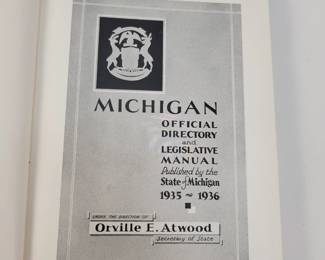 MICHIGAN
OFFICIAL
DIRECTORY
and
LEGISLATIVE
MANUAL
Published by the
State of Michigan
1935 ~ 1936
UNDER THE DIRECTION OF
Orville E. Atwood
Secretary of State